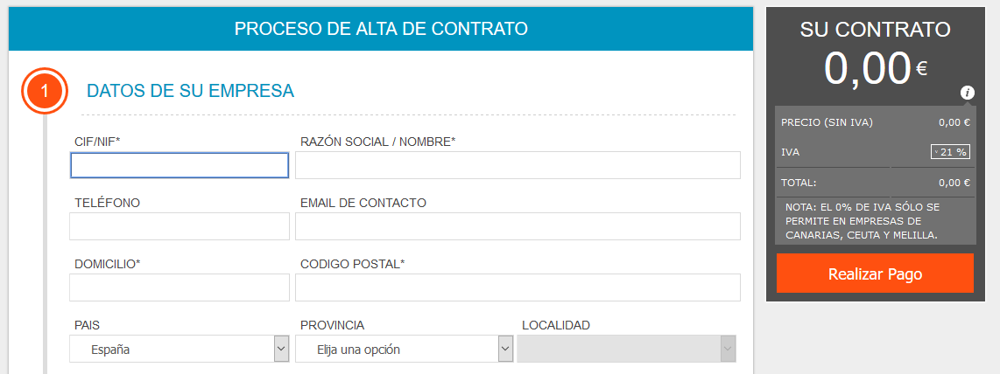 PROCESO DE ALTA DE CONTRATO
1
DATOS DE SU EMPRESA
CIF/NIF*
RAZÓN SOCIAL / NOMBRE*
TELÉFONO
EMAIL DE CONTACTO
DOMICILIO*
CODIGO POSTAL*
PAIS
PROVINCIA
LOCALIDAD
España
Elija una opción
SU CONTRATO
0,00 €
i
PRECIO (SIN IVA) 0,00 €
IVA 21 %
TOTAL: 0,00 €
NOTA: EL 0% DE IVA SÓLO SE
PERMITE EN EMPRESAS DE
CANARIAS, CEUTA Y MELILLA.
Realizar Pago